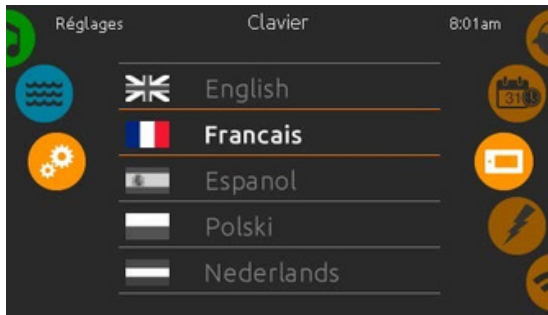 Réglages Clavier 8:01am
English
31
Francais
Espanol
Polski
Nederlands